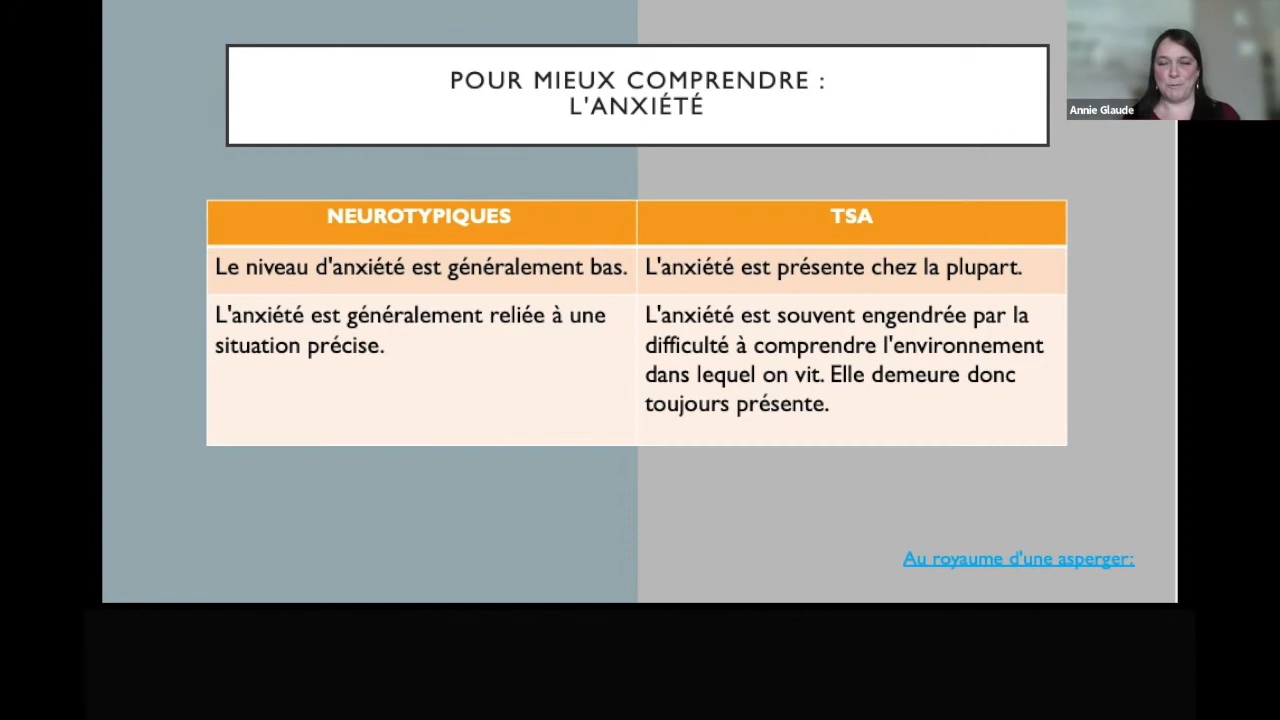 POUR MIEUX COMPRENDRE :
L'ANXIÉTÉ
Annie Glaude
NEUROTYPIQUES
TSA
Le niveau d'anxiété est généralement bas.
L'anxiété est présente chez la plupart.
L'anxiété est généralement reliée à une
situation précise.
L'anxiété est souvent engendrée par la
difficulté à comprendre l'environnement
dans lequel on vit. Elle demeure donc
toujours présente.
Au royaume d'une asperger: